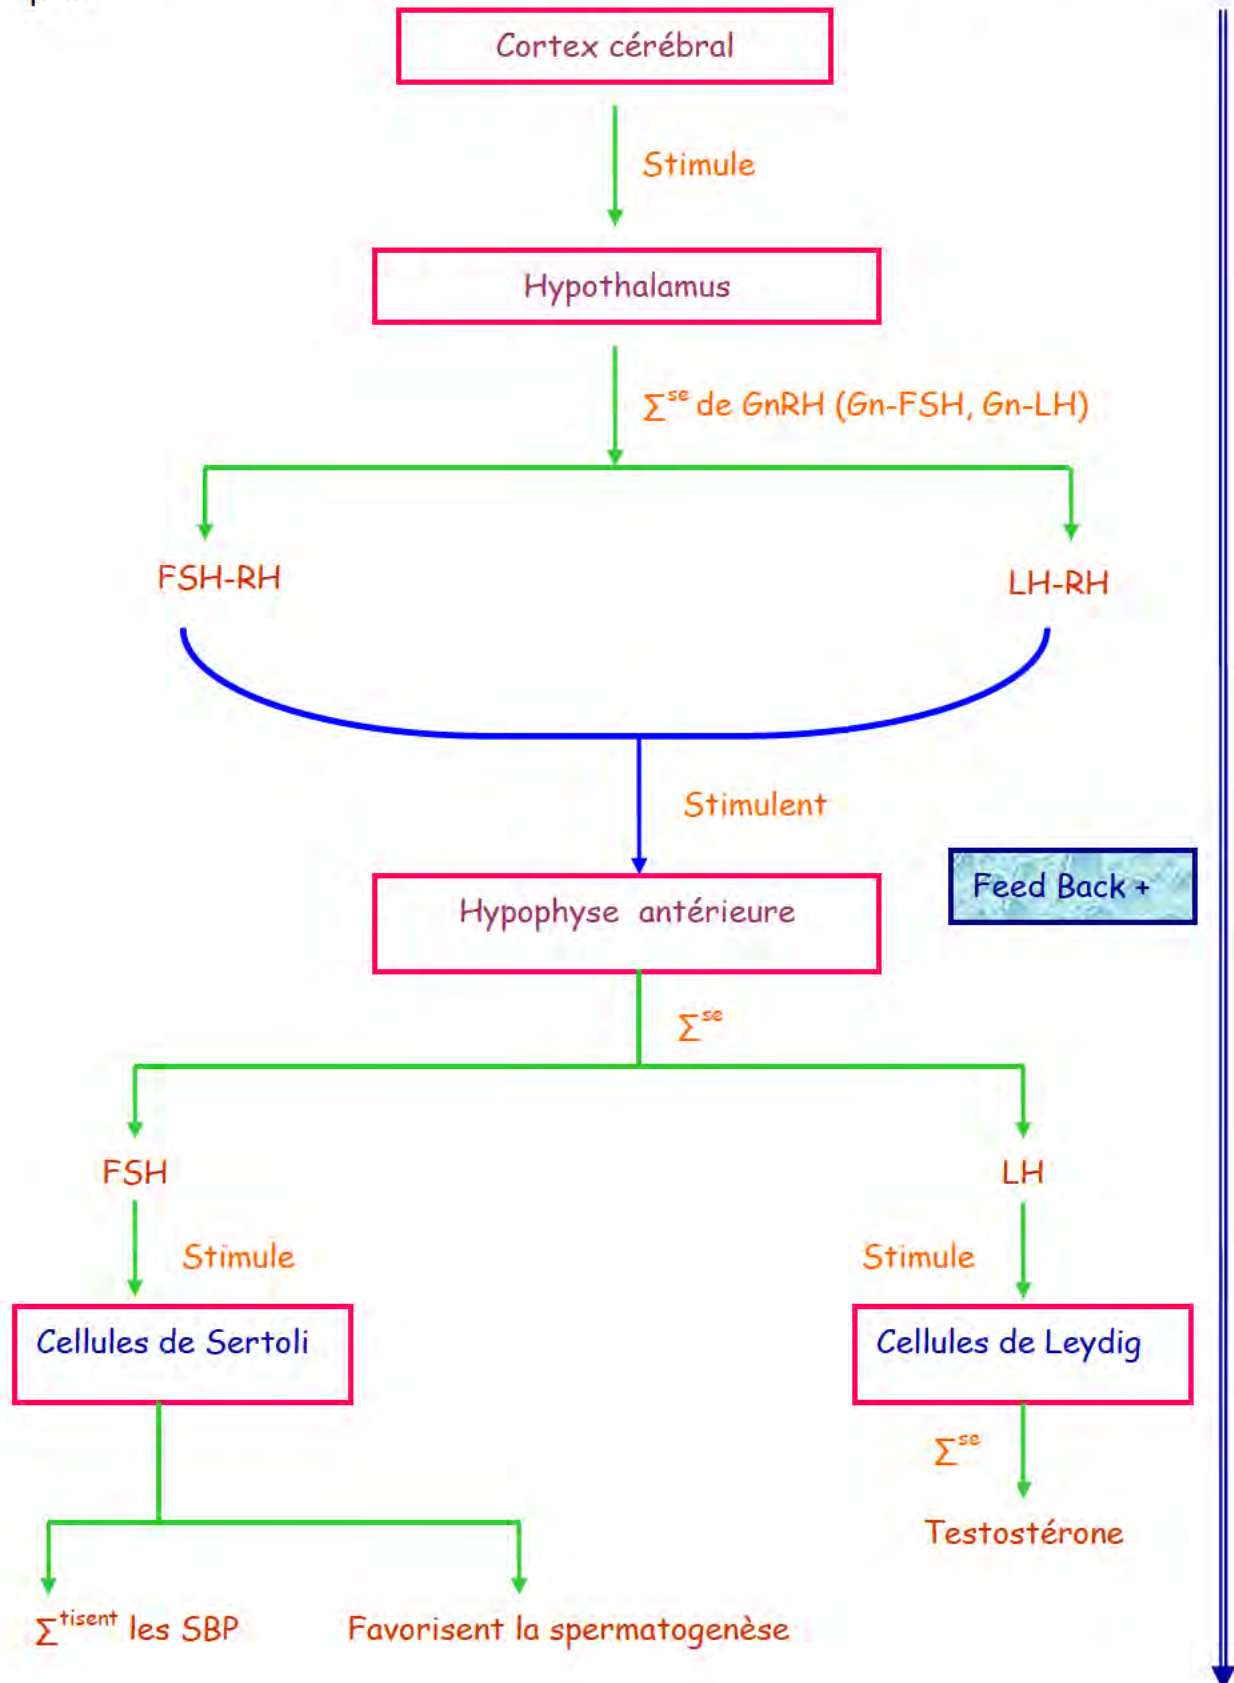 Cortex cérébral
Stimule
Hypothalamus
Σse de GnRH (Gn-FSH, Gn-LH)
FSH-RH
LH-RH
Stimulent
Feed Back +
Hypophyse antérieure
Σse
FSH
LH
Stimule
Stimule
Cellules de Sertoli
Cellules de Leydig
Σse
Testostérone
Σtisent les SBP
Favorisent la spermatogenèse